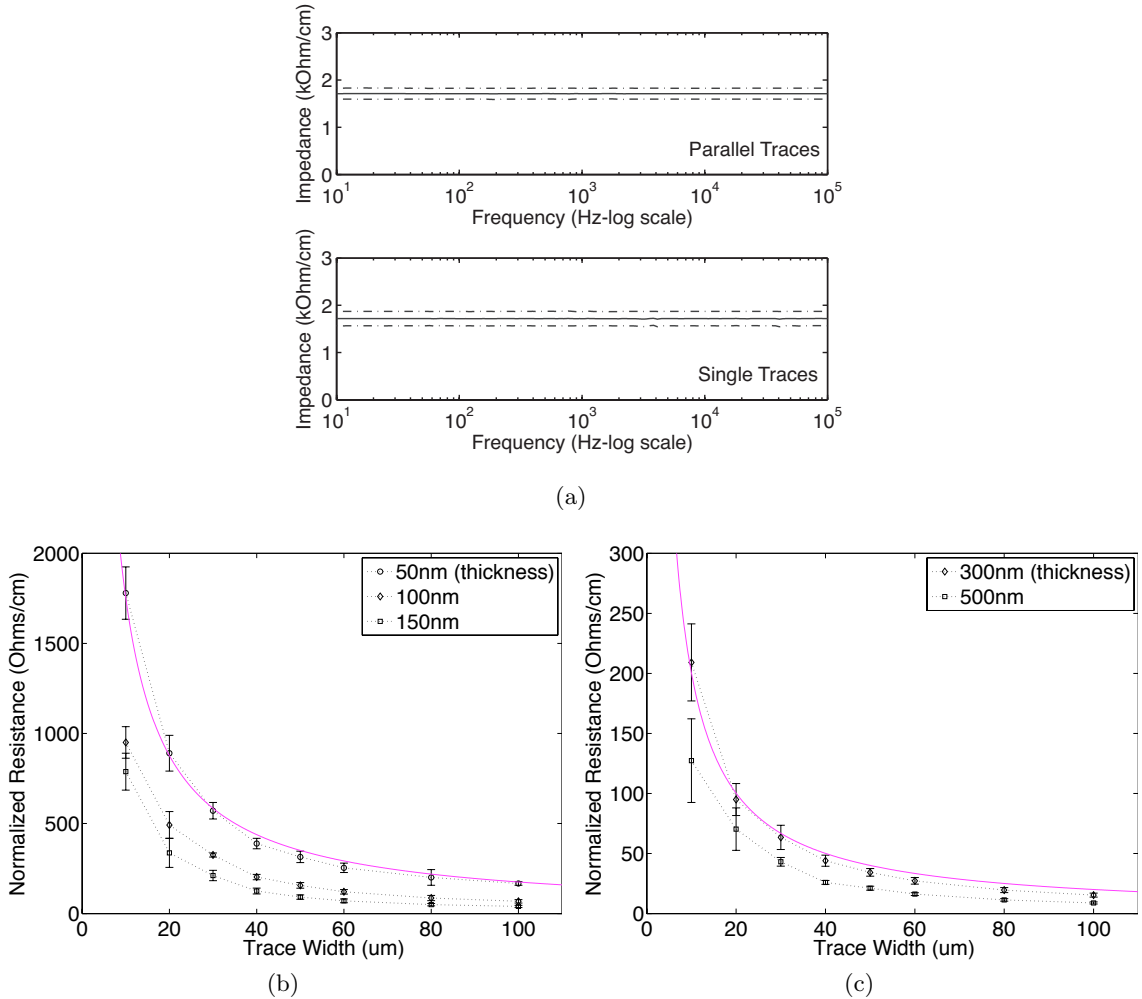 3
2
1
0
Impedance (kOhm/cm)
10^1
10^2
10^3
10^4
10^5
Parallel Traces
Frequency (Hz-log scale)
3
2
1
0
Impedance (kOhm/cm)
10^1
10^2
10^3
10^4
10^5
Single Traces
Frequency (Hz-log scale)
(a)
2000
1500
1000
500
0
Normalized Resistance (Ohms/cm)
50nm (thickness)
100nm
150nm
0
20
40
60
80
100
Trace Width (um)
(b)
300
250
200
150
100
50
0
Normalized Resistance (Ohms/cm)
300nm (thickness)
500nm
0
20
40
60
80
100
Trace Width (um)
(c)